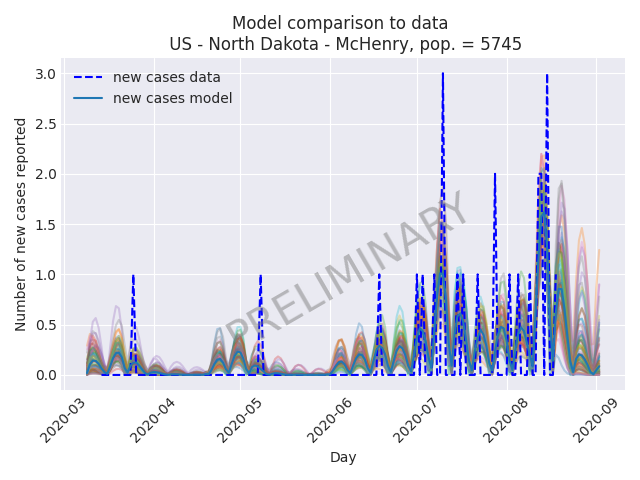 Model comparison to data
US - North Dakota - McHenry, pop. = 5745
Number of new cases reported
3.0
2.5
2.0
1.5
1.0
0.5
0.0
new cases data
new cases model
PRELIMINARY
2020-03
2020-04
2020-05
2020-06
2020-07
2020-08
2020-09
Day